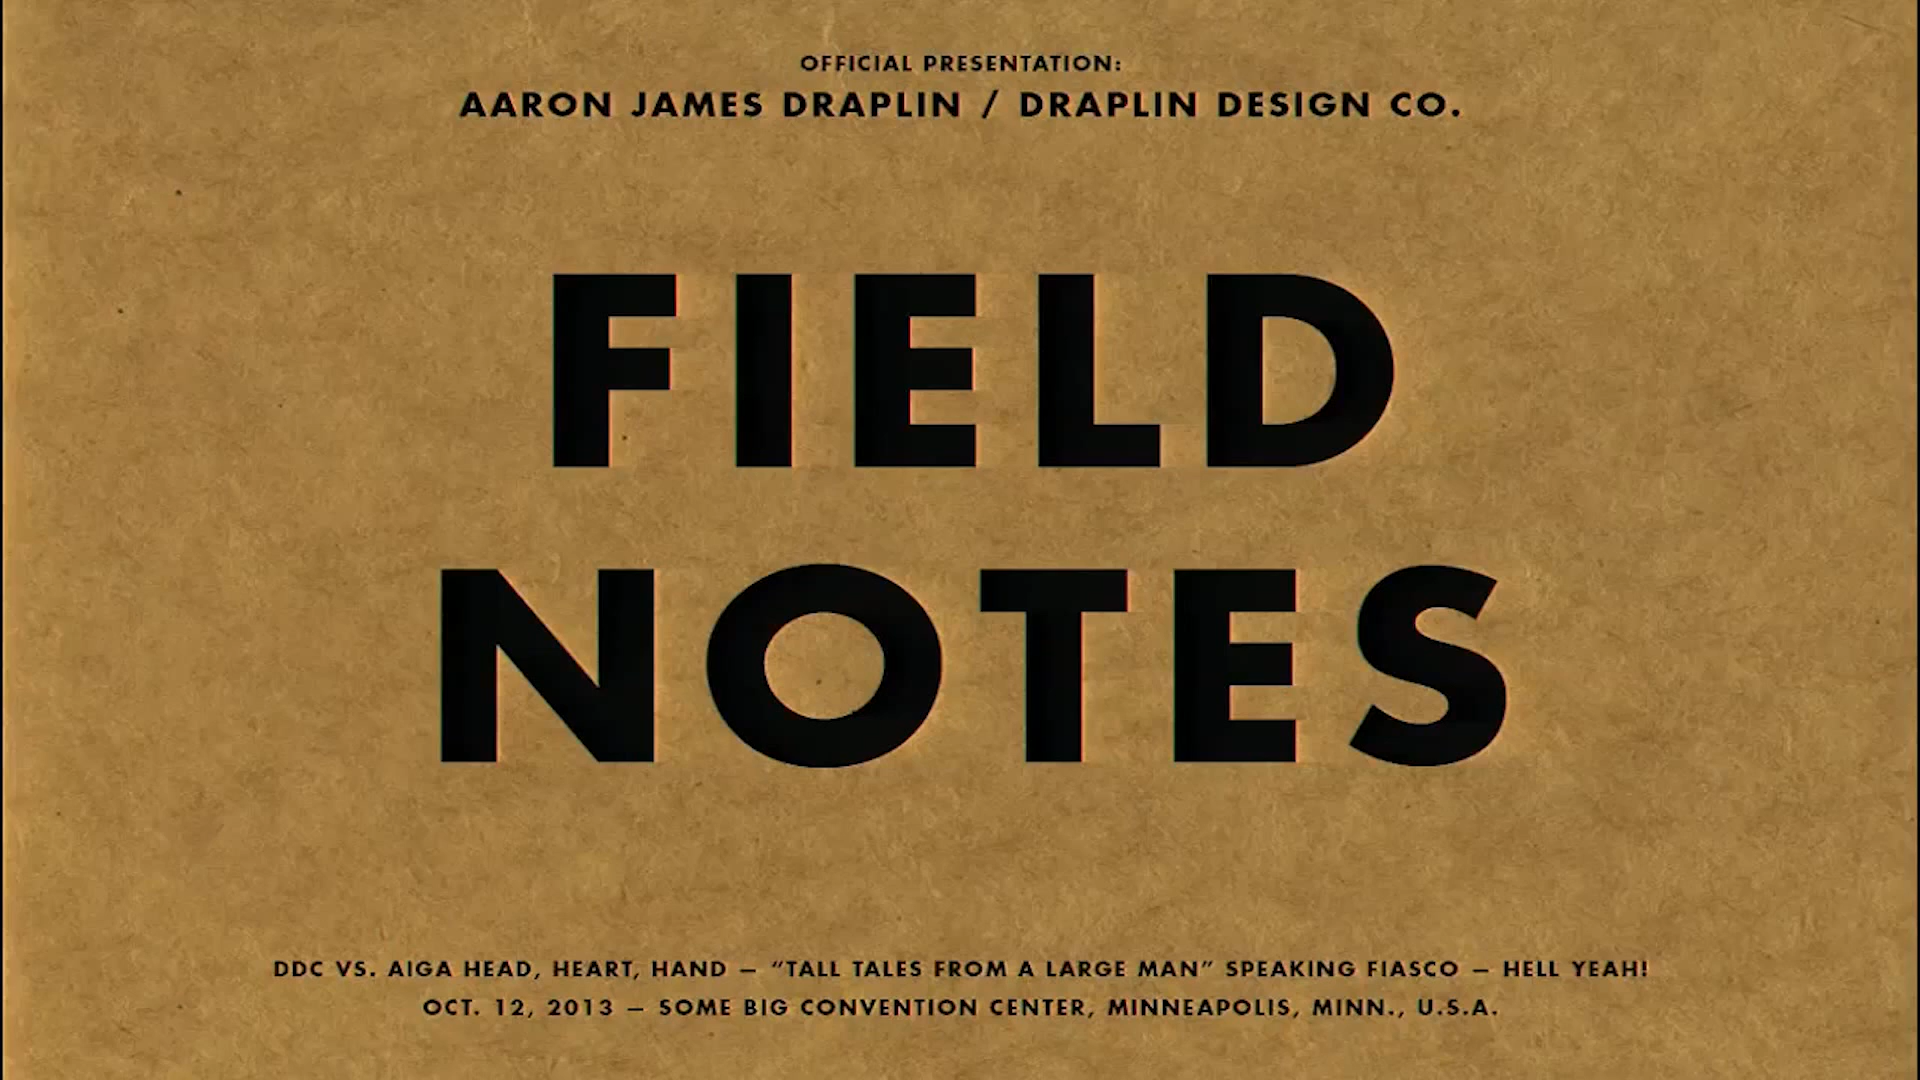 OFFICIAL PRESENTATION:
AARON JAMES DRAPLIN / DRAPLIN DESIGN CO.
FIELD
NOTES
DDC VS. AIGA HEAD, HEART, HAND – “TALL TALES FROM A LARGE MAN” SPEAKING FIASCO – HELL YEAH!
OCT. 12, 2013 – SOME BIG CONVENTION CENTER, MINNEAPOLIS, MINN., U.S.A.